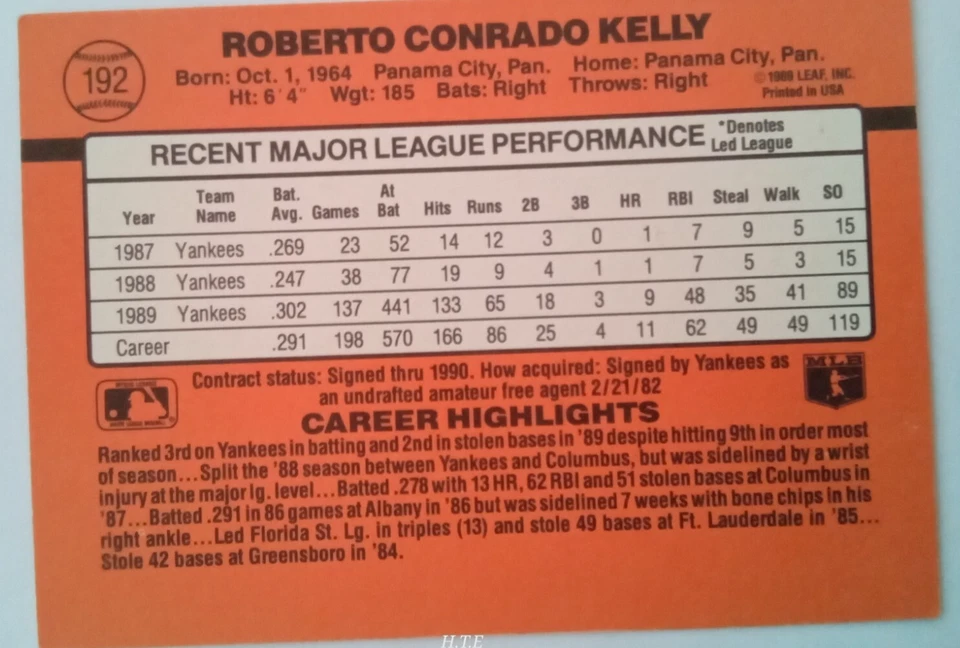 192
ROBERTO CONRADO KELLY
Born: Oct. 1, 1964 Panama City, Pan. Home: Panama City, Pan.
Ht: 6'4" Wgt: 185 Bats: Right Throws: Right
©1989 LEAF, INC.
Printed in USA
RECENT MAJOR LEAGUE PERFORMANCE
*Denotes
Led League
Year Team Name Bat. Avg. Games At Bat Hits Runs 2B 3B HR RBI Steal Walk SO
1987 Yankees .269 23 52 14 12 3 0 1 7 9 5 15
1988 Yankees .247 38 77 19 9 4 1 1 7 5 3 15
1989 Yankees .302 137 441 133 65 18 3 9 48 35 41 89
Career .291 198 570 166 86 25 4 11 62 49 49 119
Contract status: Signed thru 1990. How acquired: Signed by Yankees as
an undrafted amateur free agent 2/21/82
MLB
CAREER HIGHLIGHTS
Ranked 3rd on Yankees in batting and 2nd in stolen bases in '89 despite hitting 9th in order most
of season...Split the '88 season between Yankees and Columbus, but was sidelined by a wrist
injury at the major lg. level...Batted .278 with 13 HR, 62 RBI and 51 stolen bases at Columbus in
'87...Batted .291 in 86 games at Albany in '86 but was sidelined 7 weeks with bone chips in his
right ankle...Led Florida St. Lg. in triples (13) and stole 49 bases at Ft. Lauderdale in '85...
Stole 42 bases at Greensboro in '84.
H.T.E